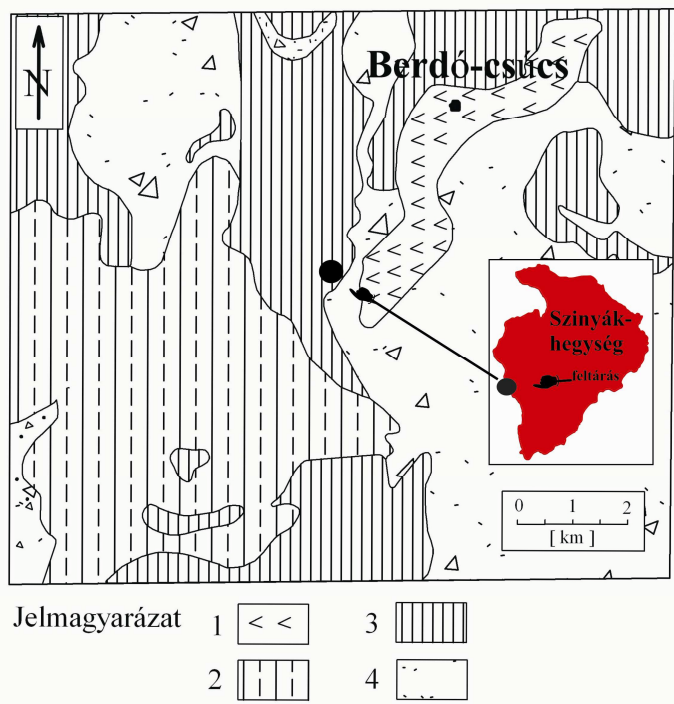 N
Berdó-csúcs
Szinyák-
hegység
feltárás
0 1 2
[ km ]
Jelmagyarázat
1
3
2
4